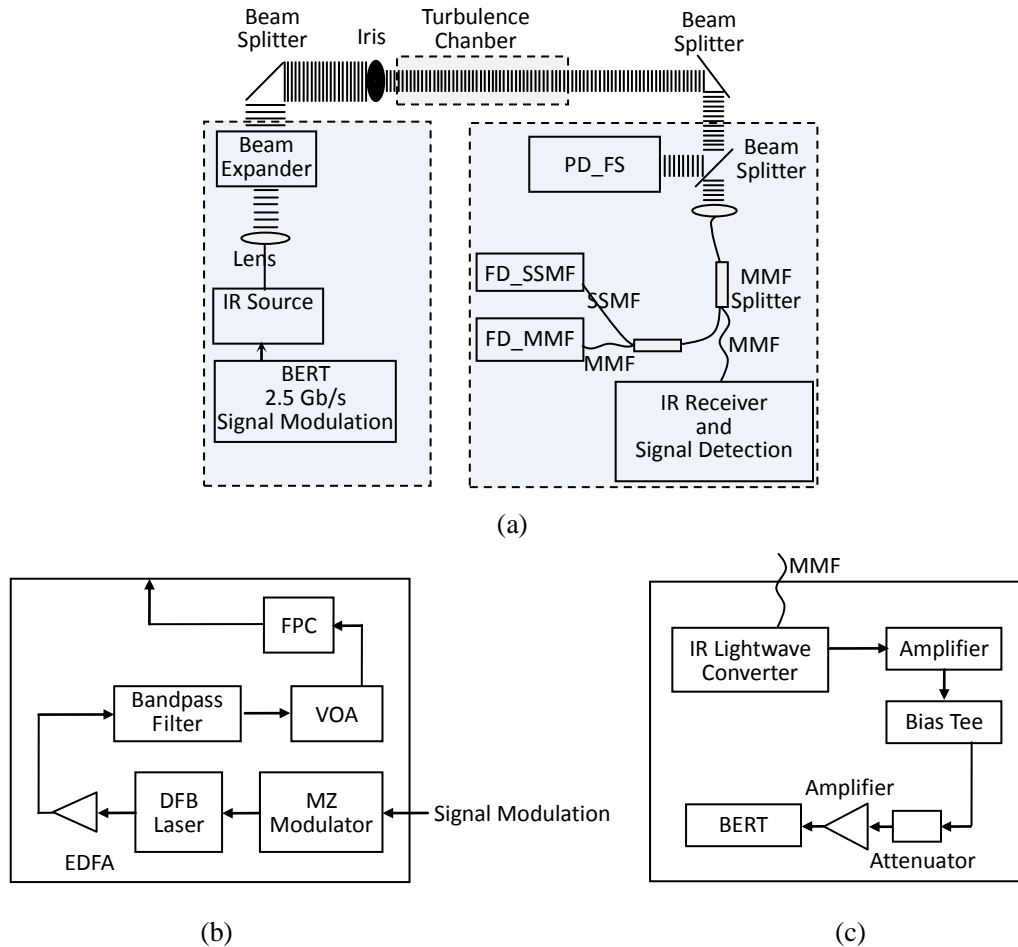 Beam
Splitter
Iris
Turbulence
Chanber
Beam
Splitter
Beam
Expander
PD_FS
Beam
Splitter
Lens
IR Source
FD_SSMF
SSMF
MMF
Splitter
FD_MMF
MMF
MMF
BERT
2.5 Gb/s
Signal Modulation
IR Receiver
and
Signal Detection
(a)
FPC
Bandpass
Filter
VOA
DFB
Laser
MZ
Modulator
Signal Modulation
EDFA
(b)
MMF
IR Lightwave
Converter
Amplifier
Bias Tee
Amplifier
BERT
Attenuator
(c)